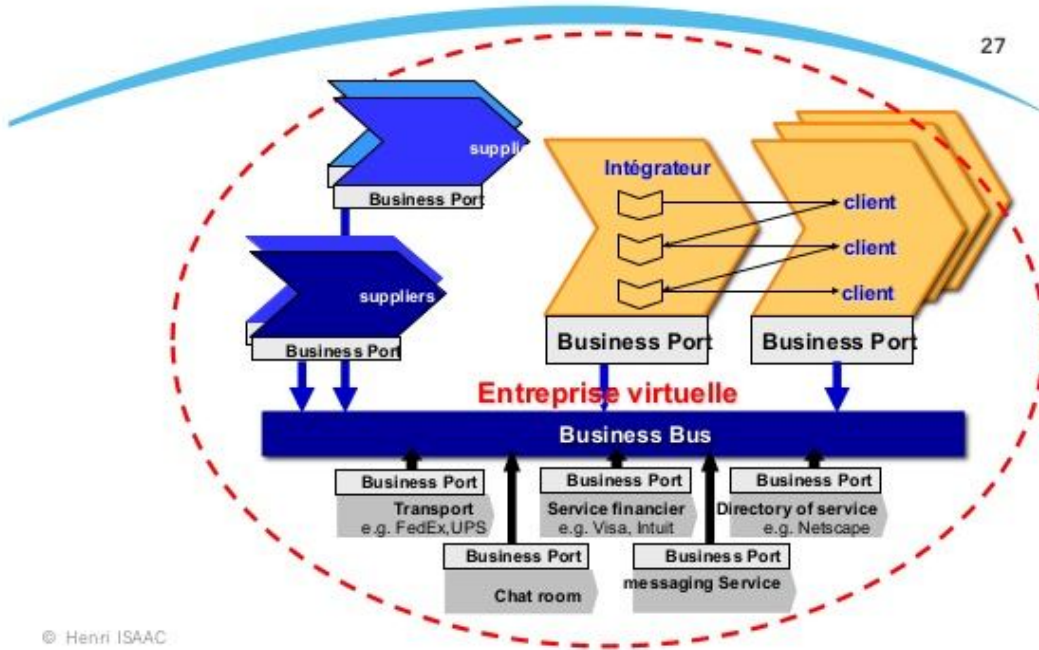 27
supplie
Business Port
suppliers
Business Port
Intégrateur
client
client
client
Business Port
Business Port
Entreprise virtuelle
Business Bus
Business Port
Transport
e.g. FedEx,UPS
Business Port
Service financier
e.g. Visa, Intuit
Business Port
Directory of service
e.g. Netscape
Business Port
Chat room
Business Port
messaging Service
© Henri ISAAC